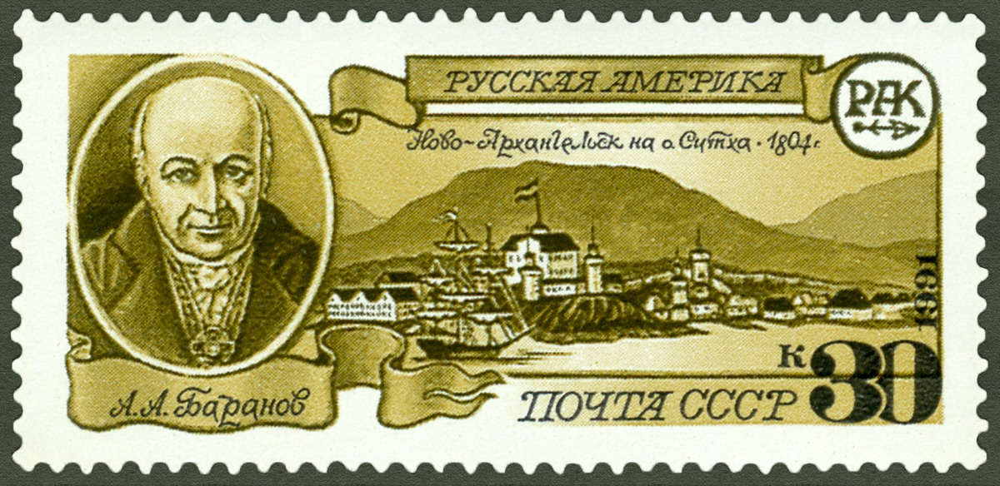 РУССКАЯ АМЕРИКА
РАК
Ново-Архангельск на о. Ситха · 1804 г.
1991
А. А. Баранов
ПОЧТА СССР
к 30